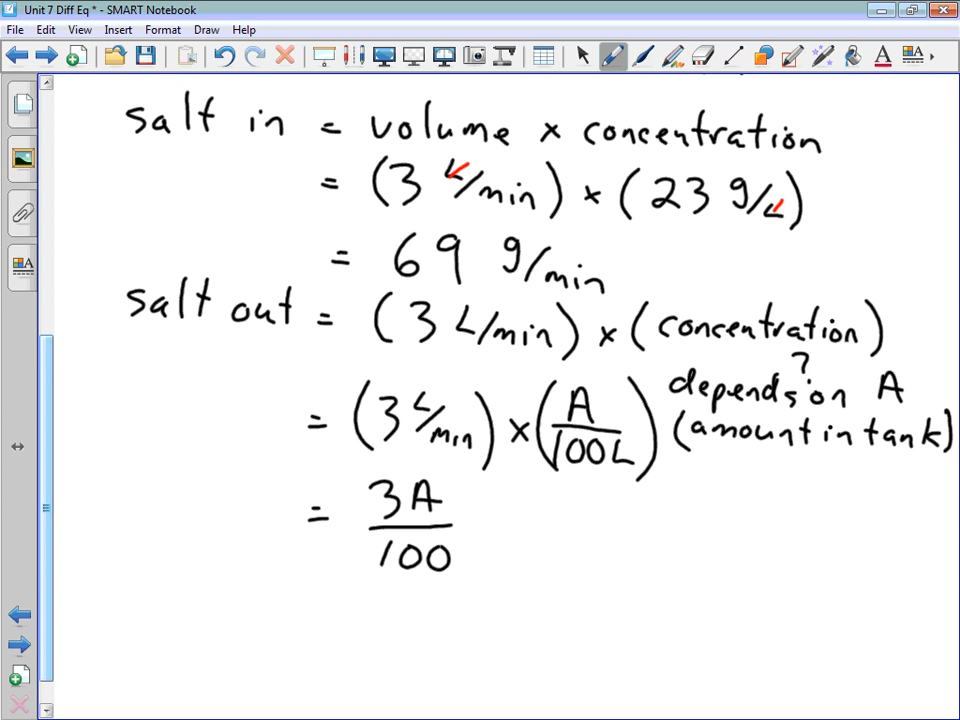 Unit 7 Diff Eq * - SMART Notebook
File Edit View Insert Format Draw Help
salt in = volume × concentration
= (3 L/min) × (23 g/L)
= 69 g/min
salt out = (3 L/min) × (concentration)
?
depends on A
= (3 L/min) × (A/100L) (amount in tank)
= 3A/100